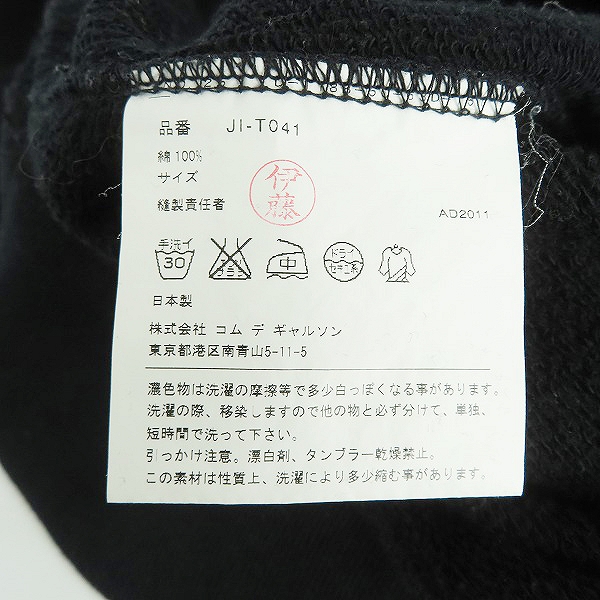 品番 JI-T041
綿 100%
サイズ
縫製責任者
伊藤
AD2011
手洗イ
30
中
ドライ
セキユ系
日本製
株式会社 コム デ ギャルソン
東京都港区南青山5-11-5
濃色物は洗濯の摩擦等で多少白っぽくなる事があります。
洗濯の際、移染しますので他の物と必ず分けて、単独、
短時間で洗って下さい。
引っかけ注意。漂白剤、タンブラー乾燥禁止。
この素材は性質上、洗濯により多少縮む事があります。